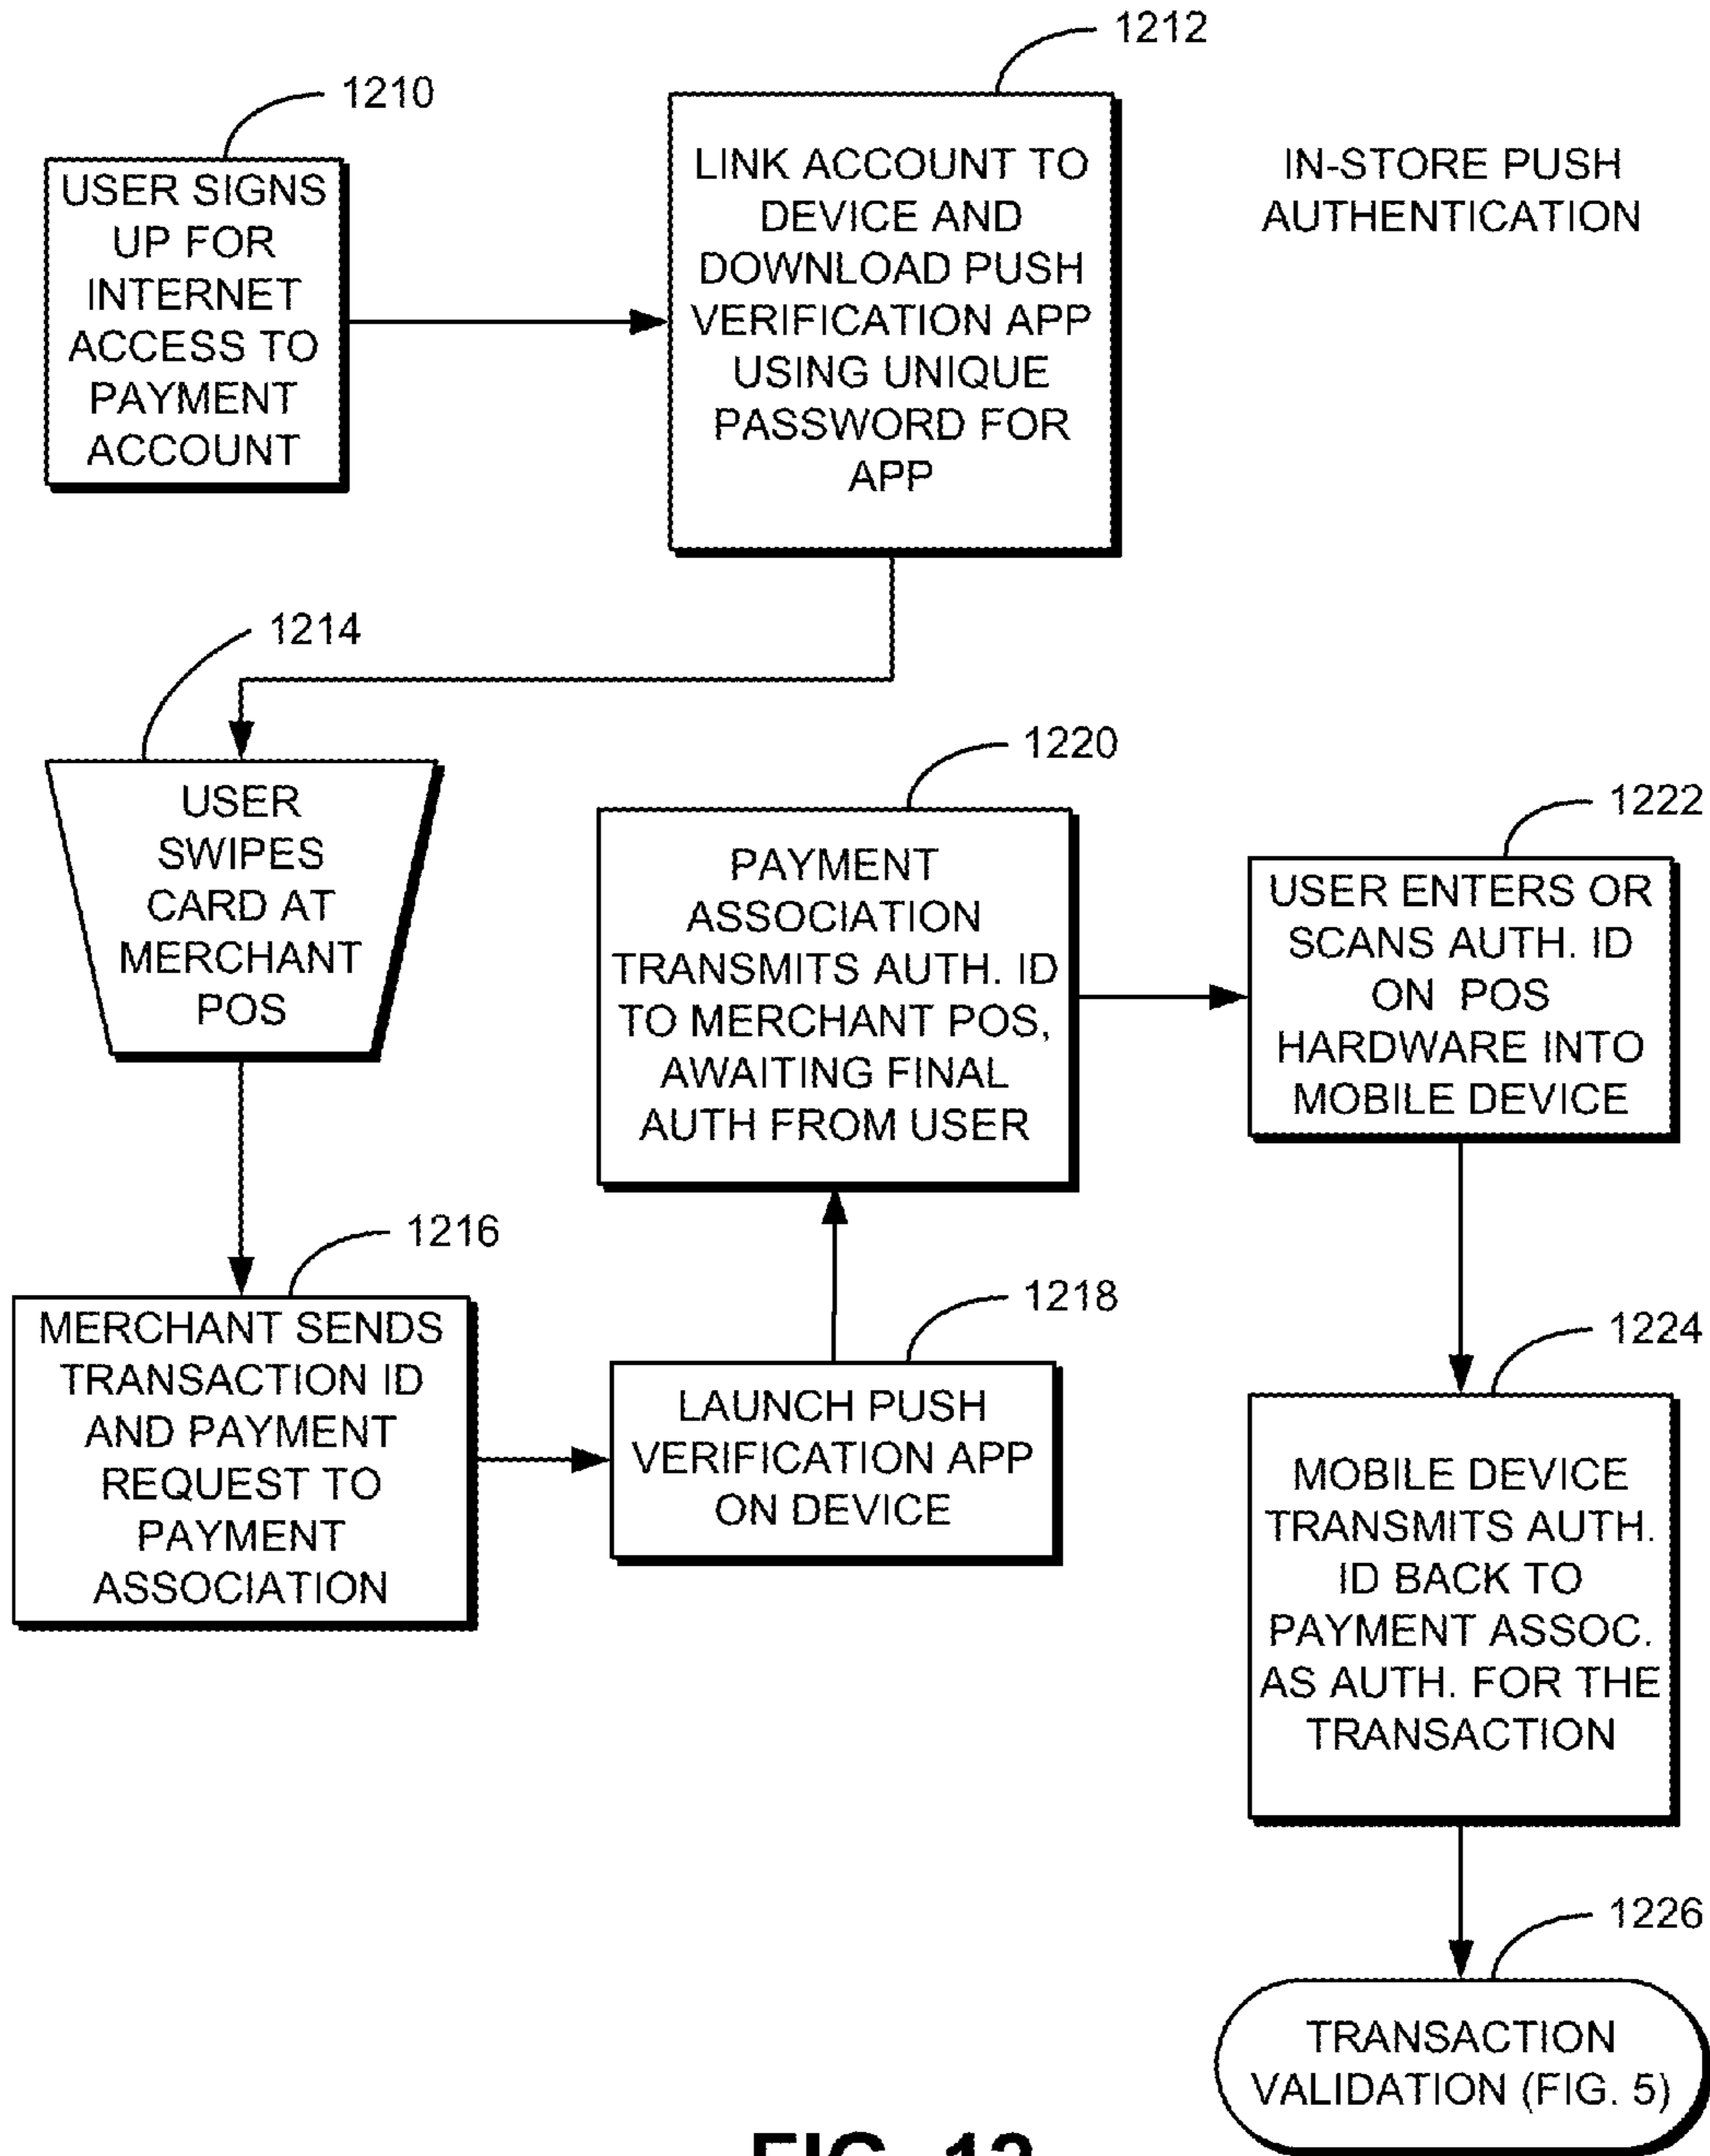 1210
USER SIGNS
UP FOR
INTERNET
ACCESS TO
PAYMENT
ACCOUNT
1212
LINK ACCOUNT TO
DEVICE AND
DOWNLOAD PUSH
VERIFICATION APP
USING UNIQUE
PASSWORD FOR
APP
IN-STORE PUSH
AUTHENTICATION
1214
USER
SWIPES
CARD AT
MERCHANT
POS
1216
MERCHANT SENDS
TRANSACTION ID
AND PAYMENT
REQUEST TO
PAYMENT
ASSOCIATION
1218
LAUNCH PUSH
VERIFICATION APP
ON DEVICE
1220
PAYMENT
ASSOCIATION
TRANSMITS AUTH. ID
TO MERCHANT POS,
AWAITING FINAL
AUTH FROM USER
1222
USER ENTERS OR
SCANS AUTH. ID
ON POS
HARDWARE INTO
MOBILE DEVICE
1224
MOBILE DEVICE
TRANSMITS AUTH.
ID BACK TO
PAYMENT ASSOC.
AS AUTH. FOR THE
TRANSACTION
1226
TRANSACTION
VALIDATION (FIG. 5)
FIG. 12